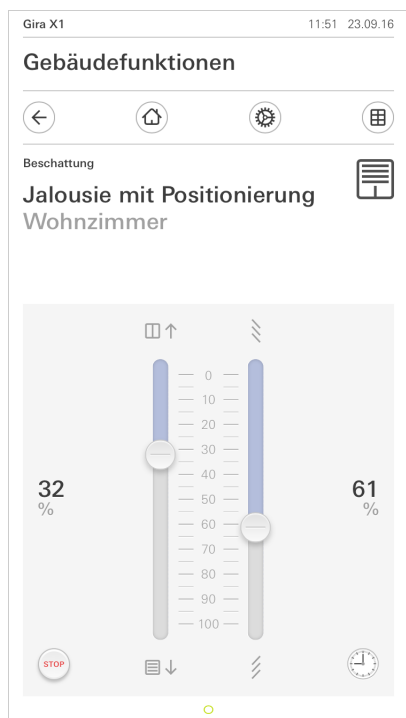 Gira X1 11:51 23.09.16
Gebäudefunktionen
Beschattung
Jalousie mit Positionierung
Wohnzimmer
0
10
20
30
40
50
60
70
80
90
100
32
%
61
%
STOP